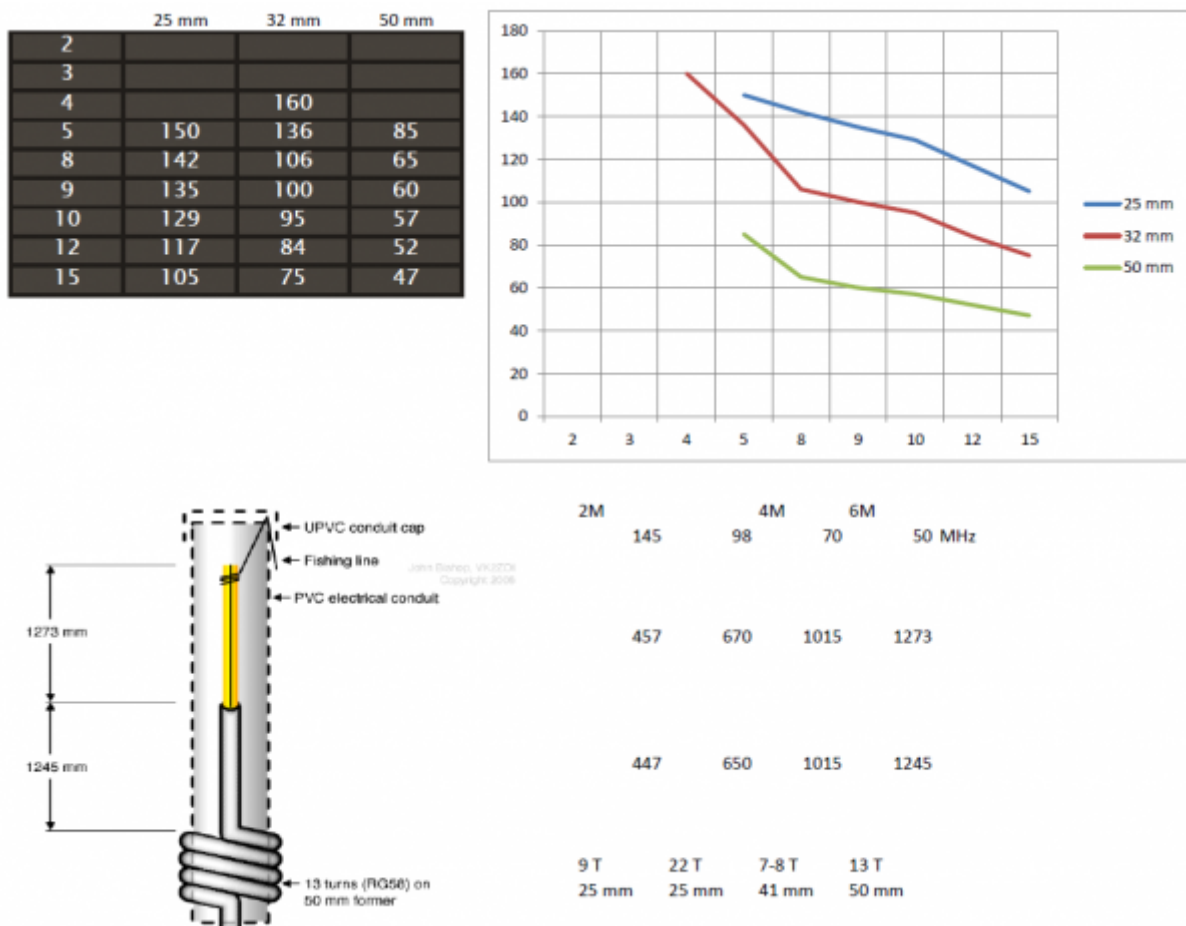 25 mm 32 mm 50 mm
2
3
4 160
5 150 136 85
8 142 106 65
9 135 100 60
10 129 95 57
12 117 84 52
15 105 75 47
180
160
140
120
100
80
60
40
20
0
2 3 4 5 8 9 10 12 15
25 mm
32 mm
50 mm
UPVC conduit cap
Fishing line
John Bishop,
Copyright
PVC electrical conduit
1273 mm
1245 mm
13 turns (RG58) on
50 mm former
2M 4M 6M
145 98 70 50 MHz
457 670 1015 1273
447 650 1015 1245
9 T 22 T 7-8 T 13 T
25 mm 25 mm 41 mm 50 mm